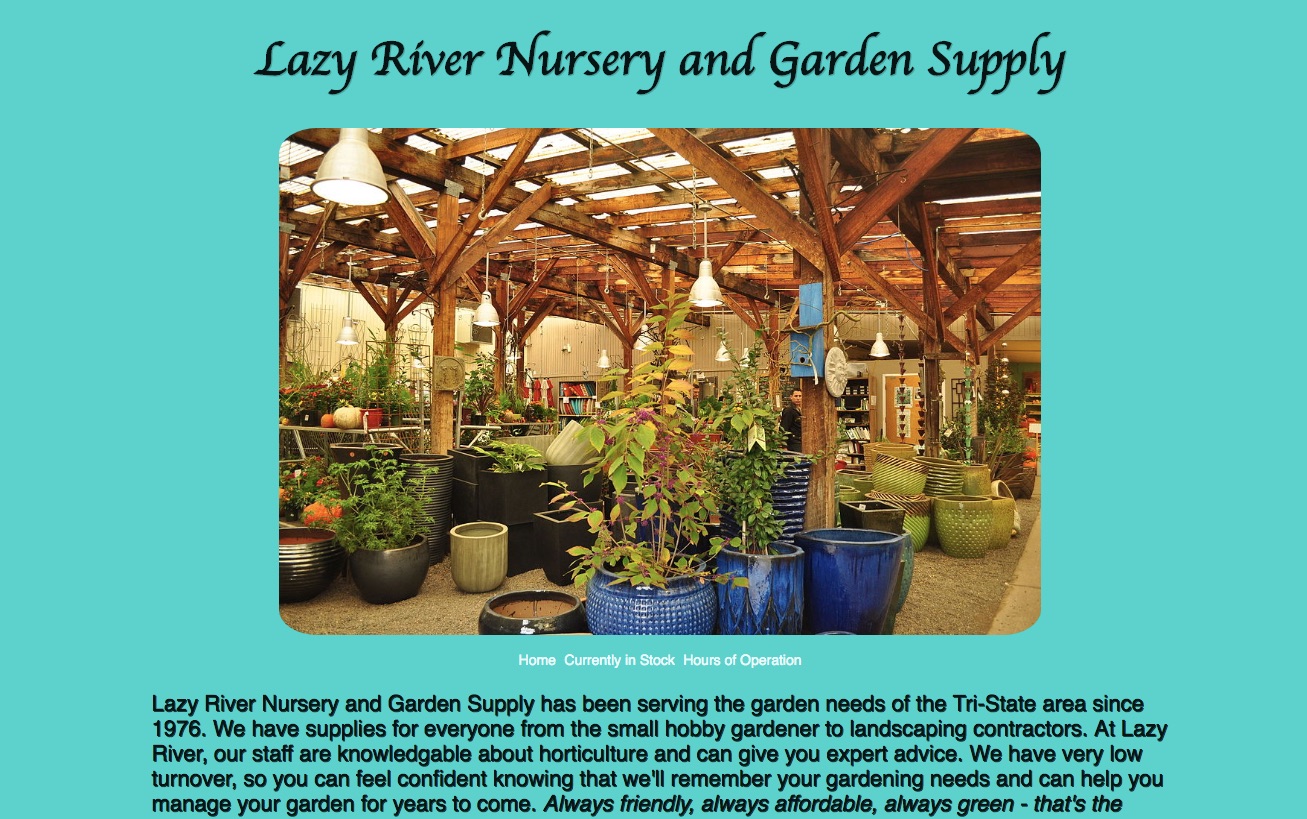 Lazy River Nursery and Garden Supply
Home Currently in Stock Hours of Operation
Lazy River Nursery and Garden Supply has been serving the garden needs of the Tri-State area since
1976. We have supplies for everyone from the small hobby gardener to landscaping contractors. At Lazy
River, our staff are knowledgable about horticulture and can give you expert advice. We have very low
turnover, so you can feel confident knowing that we'll remember your gardening needs and can help you
manage your garden for years to come. Always friendly, always affordable, always green - that's the